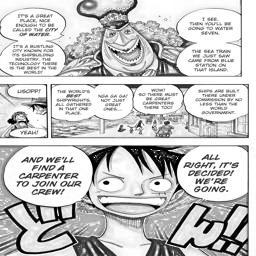 I SEE.
THEN YOU'LL BE
GOING TO WATER
SEVEN.
THE SEA TRAIN
WE JUST SAW
CAME FROM BLUE
STATION ON
THAT ISLAND.
IT'S A GREAT
PLACE, NICE
ENOUGH TO BE
CALLED THE CITY
OF WATER.
IT'S A BUSTLING
CITY KNOWN FOR
ITS SHIPBUILDING
INDUSTRY. THE
TECHNOLOGY THERE
IS THE BEST IN
THE WORLD!
SHIPS ARE BUILT
THERE UNDER
COMMISSION BY NO
LESS THAN THE
WORLD
GOVERNMENT.
WOW!
SO THERE MUST
BE GREAT
CARPENTERS
THERE TOO!
NGA GA GA!
NOT JUST
GREAT
ONES...
THE WORLD'S
BEST
SHIPWRIGHTS,
ALL GATHERED
IN THAT ONE
PLACE.
USOPP!
YEAH!
ALL
RIGHT, IT'S
DECIDED!
WE'RE
GOING.
AND WE'LL
FIND A
CARPENTER
TO JOIN OUR
CREW!
どん!!